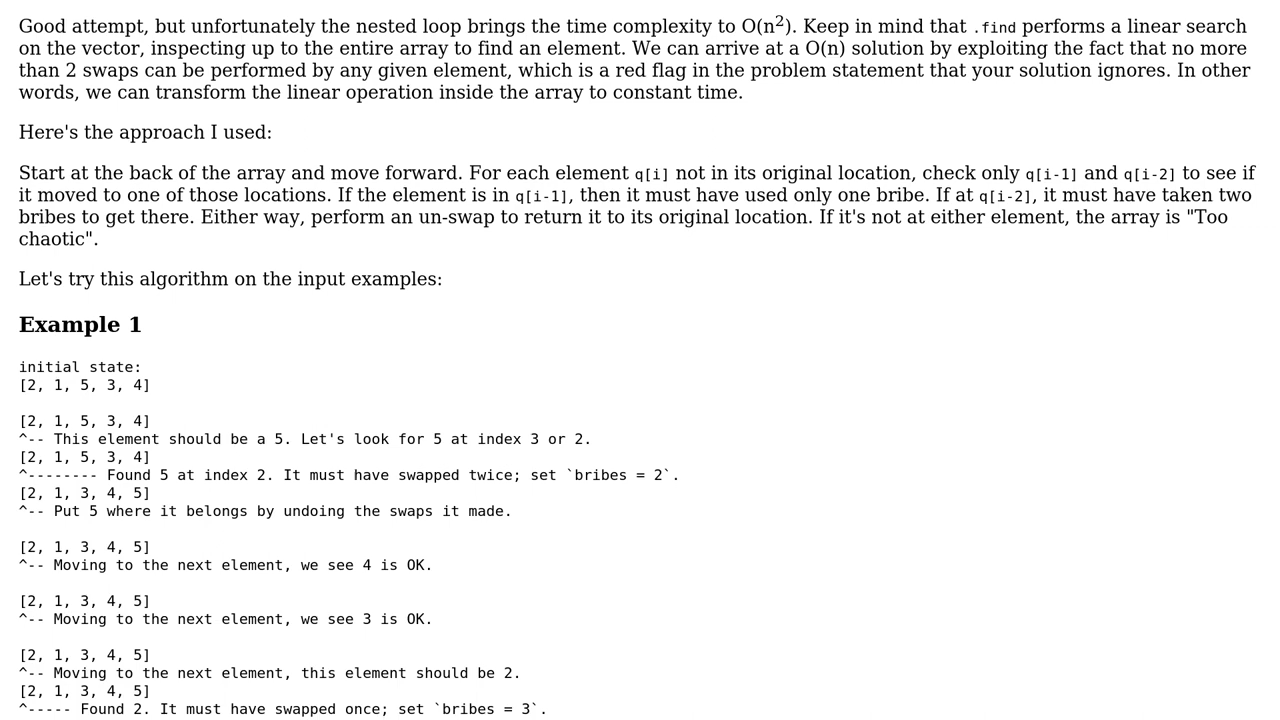 Good attempt, but unfortunately the nested loop brings the time complexity to O(n2). Keep in mind that .find performs a linear search
on the vector, inspecting up to the entire array to find an element. We can arrive at a O(n) solution by exploiting the fact that no more
than 2 swaps can be performed by any given element, which is a red flag in the problem statement that your solution ignores. In other
words, we can transform the linear operation inside the array to constant time.
Here's the approach I used:
Start at the back of the array and move forward. For each element q[i] not in its original location, check only q[i-1] and q[i-2] to see if
it moved to one of those locations. If the element is in q[i-1], then it must have used only one bribe. If at q[i-2], it must have taken two
bribes to get there. Either way, perform an un-swap to return it to its original location. If it's not at either element, the array is "Too
chaotic".
Let's try this algorithm on the input examples:
Example 1
initial state:
[2, 1, 5, 3, 4]
[2, 1, 5, 3, 4]
^-- This element should be a 5. Let's look for 5 at index 3 or 2.
[2, 1, 5, 3, 4]
^-------- Found 5 at index 2. It must have swapped twice; set `bribes = 2`.
[2, 1, 3, 4, 5]
^-- Put 5 where it belongs by undoing the swaps it made.
[2, 1, 3, 4, 5]
^-- Moving to the next element, we see 4 is OK.
[2, 1, 3, 4, 5]
^-- Moving to the next element, we see 3 is OK.
[2, 1, 3, 4, 5]
^-- Moving to the next element, this element should be 2.
[2, 1, 3, 4, 5]
^----- Found 2. It must have swapped once; set `bribes = 3`.